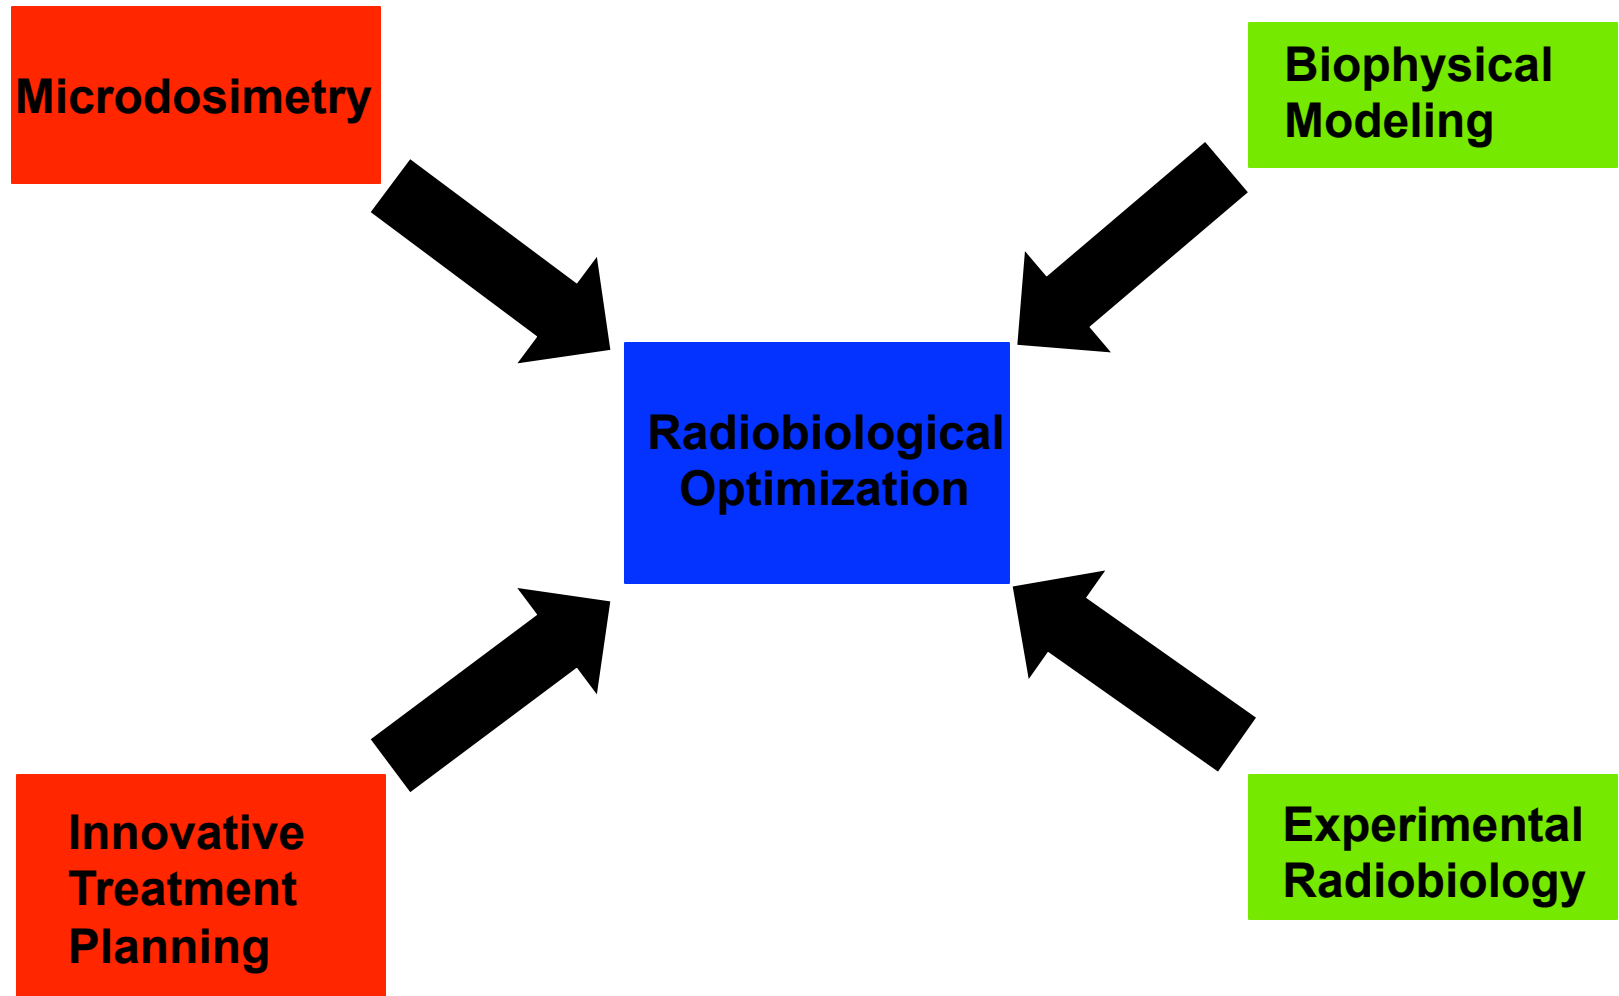 Microdosimetry
Biophysical
Modeling
Radiobiological
Optimization
Innovative
Treatment
Planning
Experimental
Radiobiology